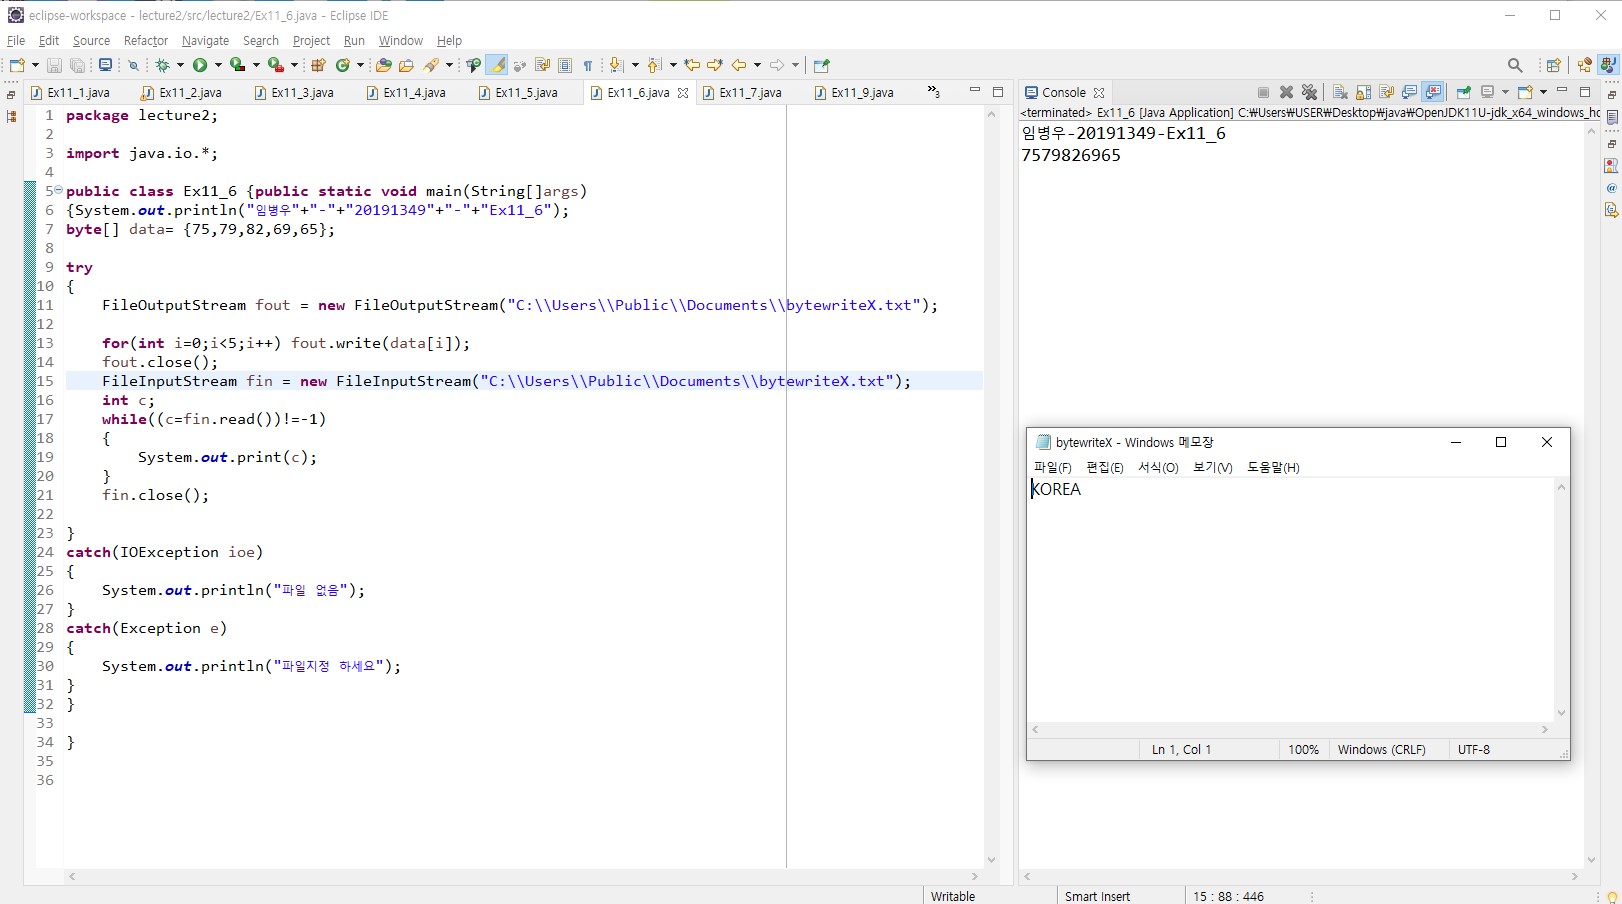 eclipse-workspace - lecture2/src/lecture2/Ex11_6.java - Eclipse IDE
File Edit Source Refactor Navigate Search Project Run Window Help
Ex11_1.java Ex11_2.java Ex11_3.java Ex11_4.java Ex11_5.java Ex11_6.java Ex11_7.java Ex11_9.java »3
1 package lecture2;
2
3 import java.io.*;
4
5 public class Ex11_6 {public static void main(String[]args)
6 {System.out.println("임병우"+"-"+"20191349"+"-"+"Ex11_6");
7 byte[] data= {75,79,82,69,65};
8
9 try
10 {
11 FileOutputStream fout = new FileOutputStream("C:\\Users\\Public\\Documents\\bytewriteX.txt");
12
13 for(int i=0;i<5;i++) fout.write(data[i]);
14 fout.close();
15 FileInputStream fin = new FileInputStream("C:\\Users\\Public\\Documents\\bytewriteX.txt");
16 int c;
17 while((c=fin.read())!=-1)
18 {
19 System.out.print(c);
20 }
21 fin.close();
22
23 }
24 catch(IOException ioe)
25 {
26 System.out.println("파일 없음");
27 }
28 catch(Exception e)
29 {
30 System.out.println("파일지정 하세요");
31 }
32 }
33
34 }
35
36
Console
<terminated> Ex11_6 [Java Application] C:₩Users₩USER₩Desktop₩java₩OpenJDK11U-jdk_x64_windows_ho
임병우-20191349-Ex11_6
7579826965
bytewriteX - Windows 메모장
파일(F) 편집(E) 서식(O) 보기(V) 도움말(H)
KOREA
Ln 1, Col 1 100% Windows (CRLF) UTF-8
Writable Smart Insert 15 : 88 : 446